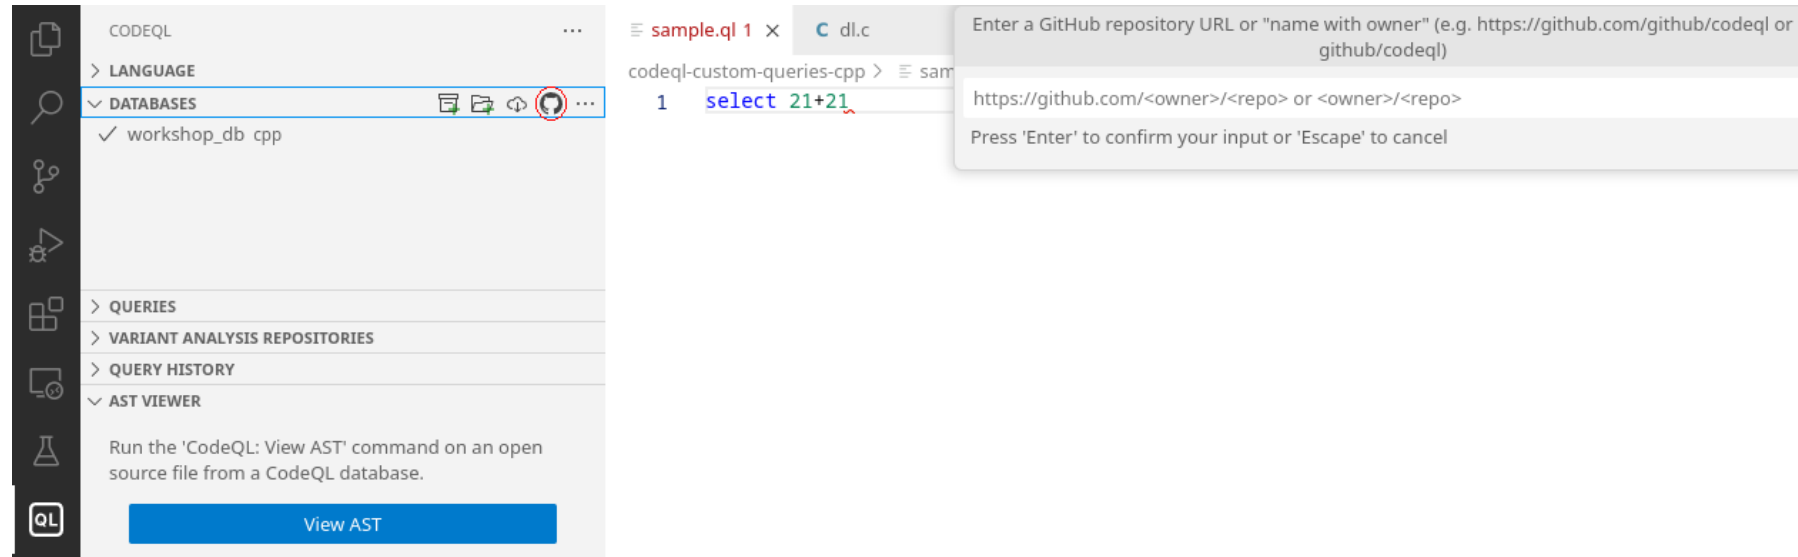 CODEQL
LANGUAGE
DATABASES
workshop_db cpp
QUERIES
VARIANT ANALYSIS REPOSITORIES
QUERY HISTORY
AST VIEWER
Run the 'CodeQL: View AST' command on an open
source file from a CodeQL database.
View AST
QL
sample.ql 1
C dl.c
codeql-custom-queries-cpp > sam
1 select 21+21
Enter a GitHub repository URL or "name with owner" (e.g. https://github.com/github/codeql or
github/codeql)
https://github.com/<owner>/<repo> or <owner>/<repo>
Press 'Enter' to confirm your input or 'Escape' to cancel